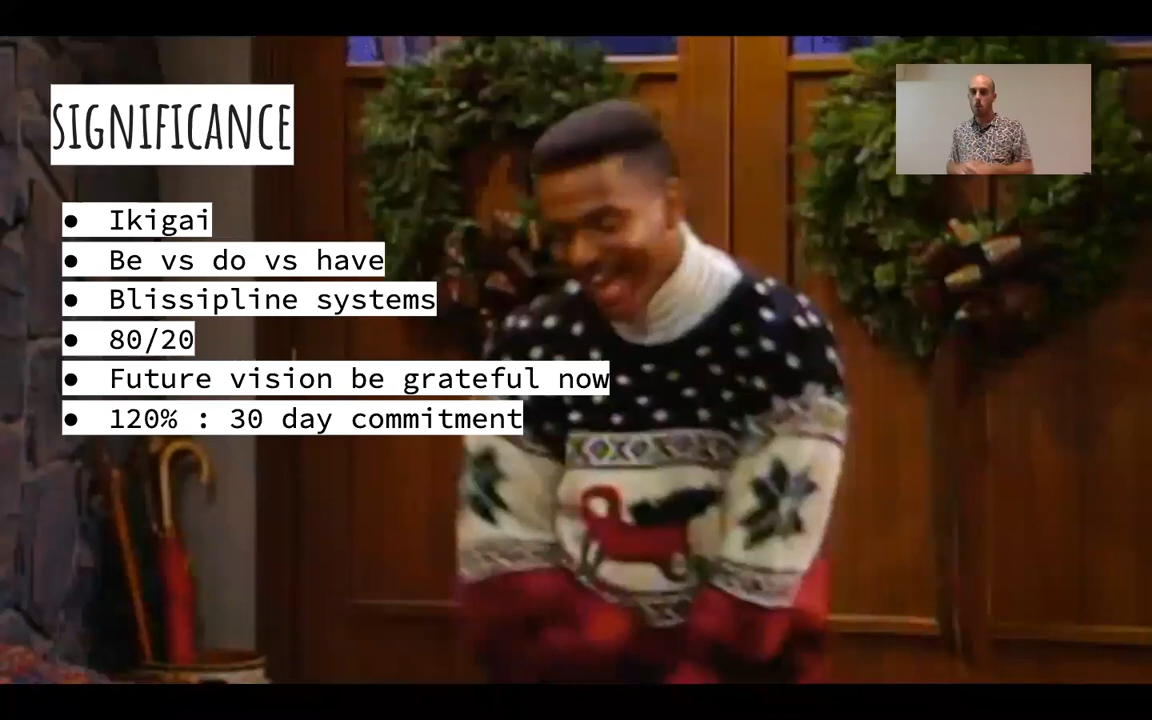 SIGNIFICANCE
● Ikigai
● Be vs do vs have
● Blissipline systems
● 80/20
● Future vision be grateful now
● 120% : 30 day commitment